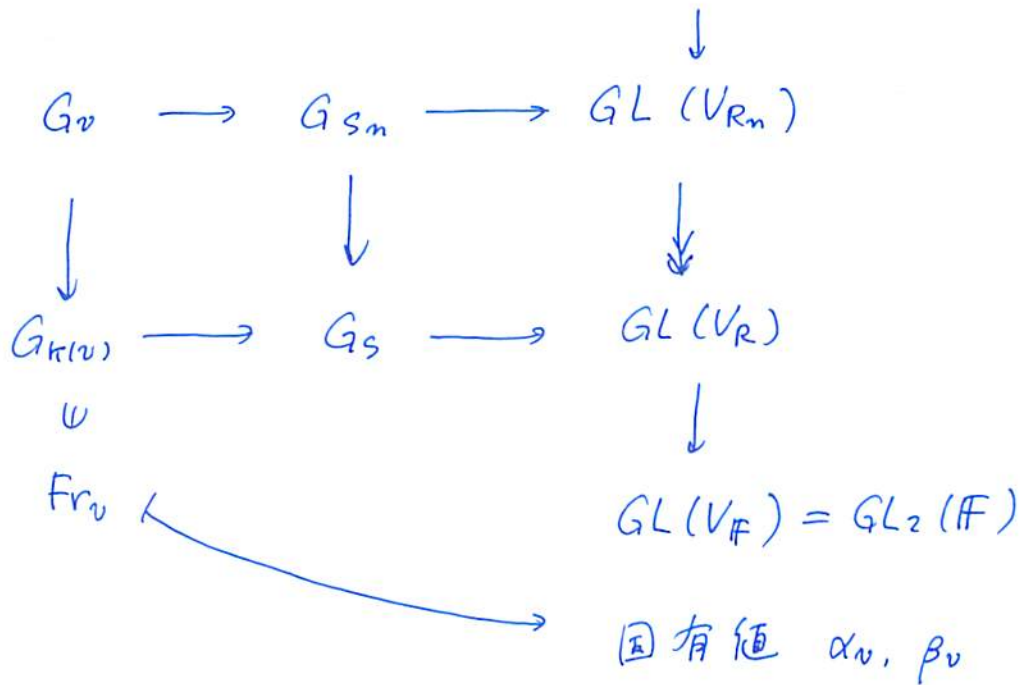 G_v → G_{S_n} → GL(V_{R_n})
G_{κ(v)} → G_S → GL(V_R)
Fr_v
GL(V_𝔽) = GL_2(𝔽)
固有値 α_v, β_v